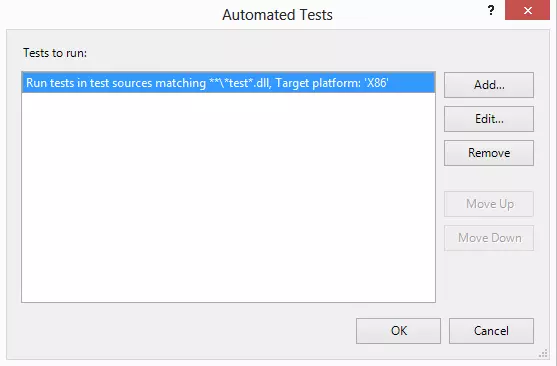 Automated Tests
?
Tests to run:
Run tests in test sources matching **\*test*.dll, Target platform: 'X86'
Add...
Edit...
Remove
Move Up
Move Down
OK
Cancel